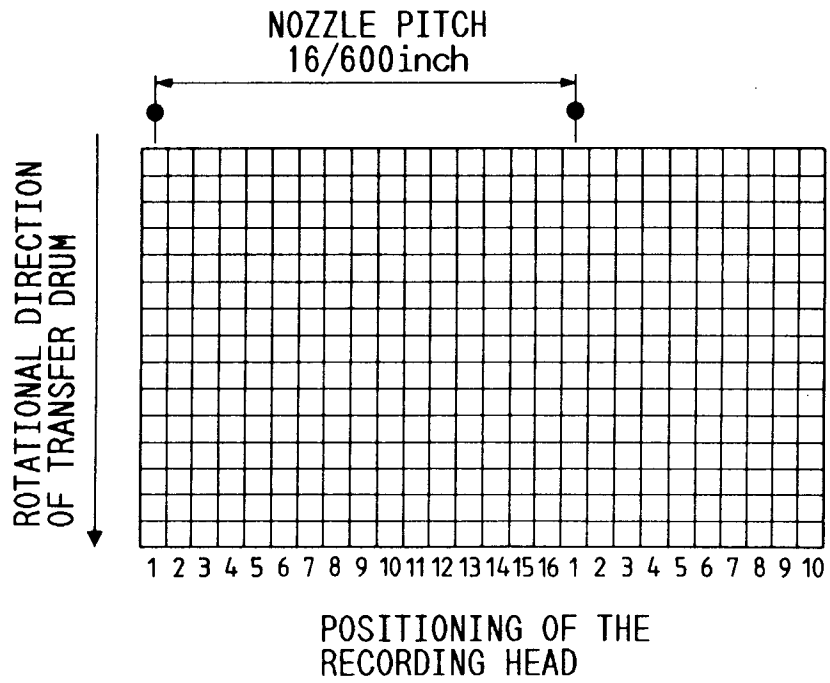 NOZZLE PITCH
16/600inch
ROTATIONAL DIRECTION
OF TRANSFER DRUM
1 2 3 4 5 6 7 8 9 10 11 12 13 14 15 16 1 2 3 4 5 6 7 8 9 10
POSITIONING OF THE
RECORDING HEAD